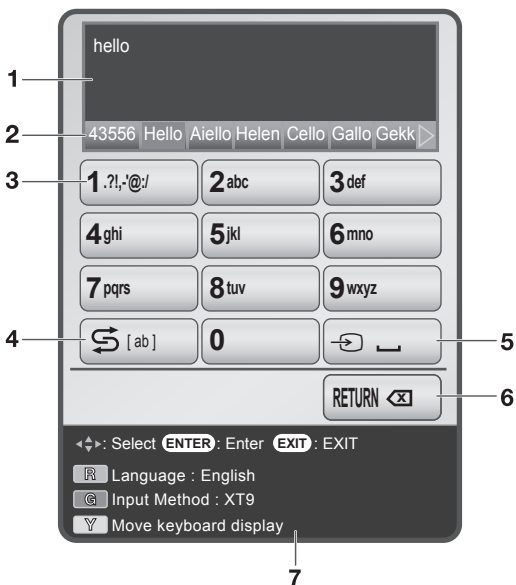 hello
1
2 43556 Hello Aiello Helen Cello Gallo Gekk
3 1 .?!,-'@:/ 2 abc 3 def
4 ghi 5 jkl 6 mno
7 pqrs 8 tuv 9 wxyz
4 [ ab ] 0 5
RETURN 6
: Select ENTER : Enter EXIT : EXIT
R Language : English
G Input Method : XT9
Y Move keyboard display
7